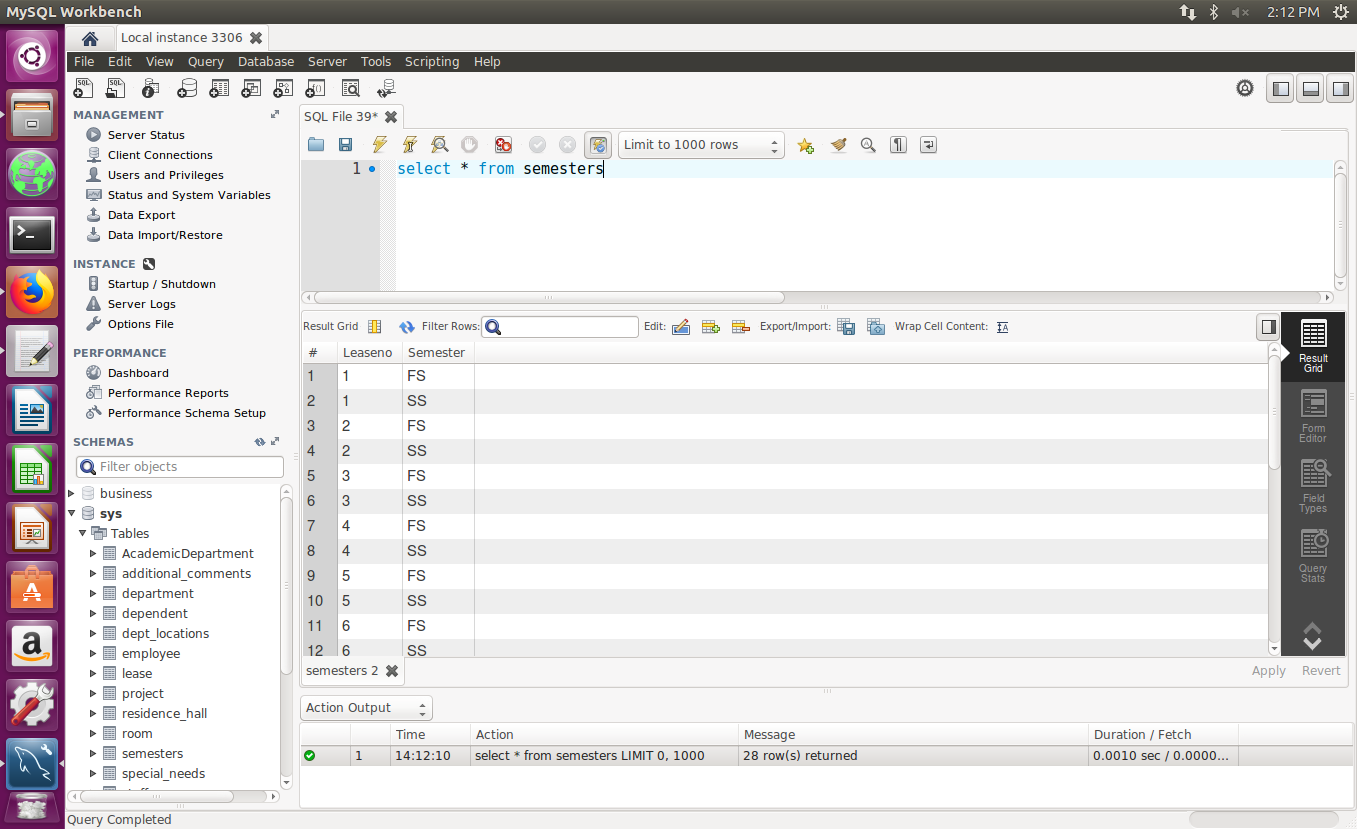 MySQL Workbench
2:12 PM
Local instance 3306
File Edit View Query Database Server Tools Scripting Help
MANAGEMENT
Server Status
Client Connections
Users and Privileges
Status and System Variables
Data Export
Data Import/Restore
INSTANCE
Startup / Shutdown
Server Logs
Options File
PERFORMANCE
Dashboard
Performance Reports
Performance Schema Setup
SCHEMAS
Filter objects
business
sys
Tables
AcademicDepartment
additional_comments
department
dependent
dept_locations
employee
lease
project
residence_hall
room
semesters
special_needs
SQL File 39*
Limit to 1000 rows
1 select * from semesters
Result Grid Filter Rows: Edit: Export/Import: Wrap Cell Content:
# Leaseno Semester
1 1 FS
2 1 SS
3 2 FS
4 2 SS
5 3 FS
6 3 SS
7 4 FS
8 4 SS
9 5 FS
10 5 SS
11 6 FS
12 6 SS
Result
Grid
Form
Editor
Field
Types
Query
Stats
semesters 2
Apply Revert
Action Output
Time Action Message Duration / Fetch
1 14:12:10 select * from semesters LIMIT 0, 1000 28 row(s) returned 0.0010 sec / 0.0000...
Query Completed